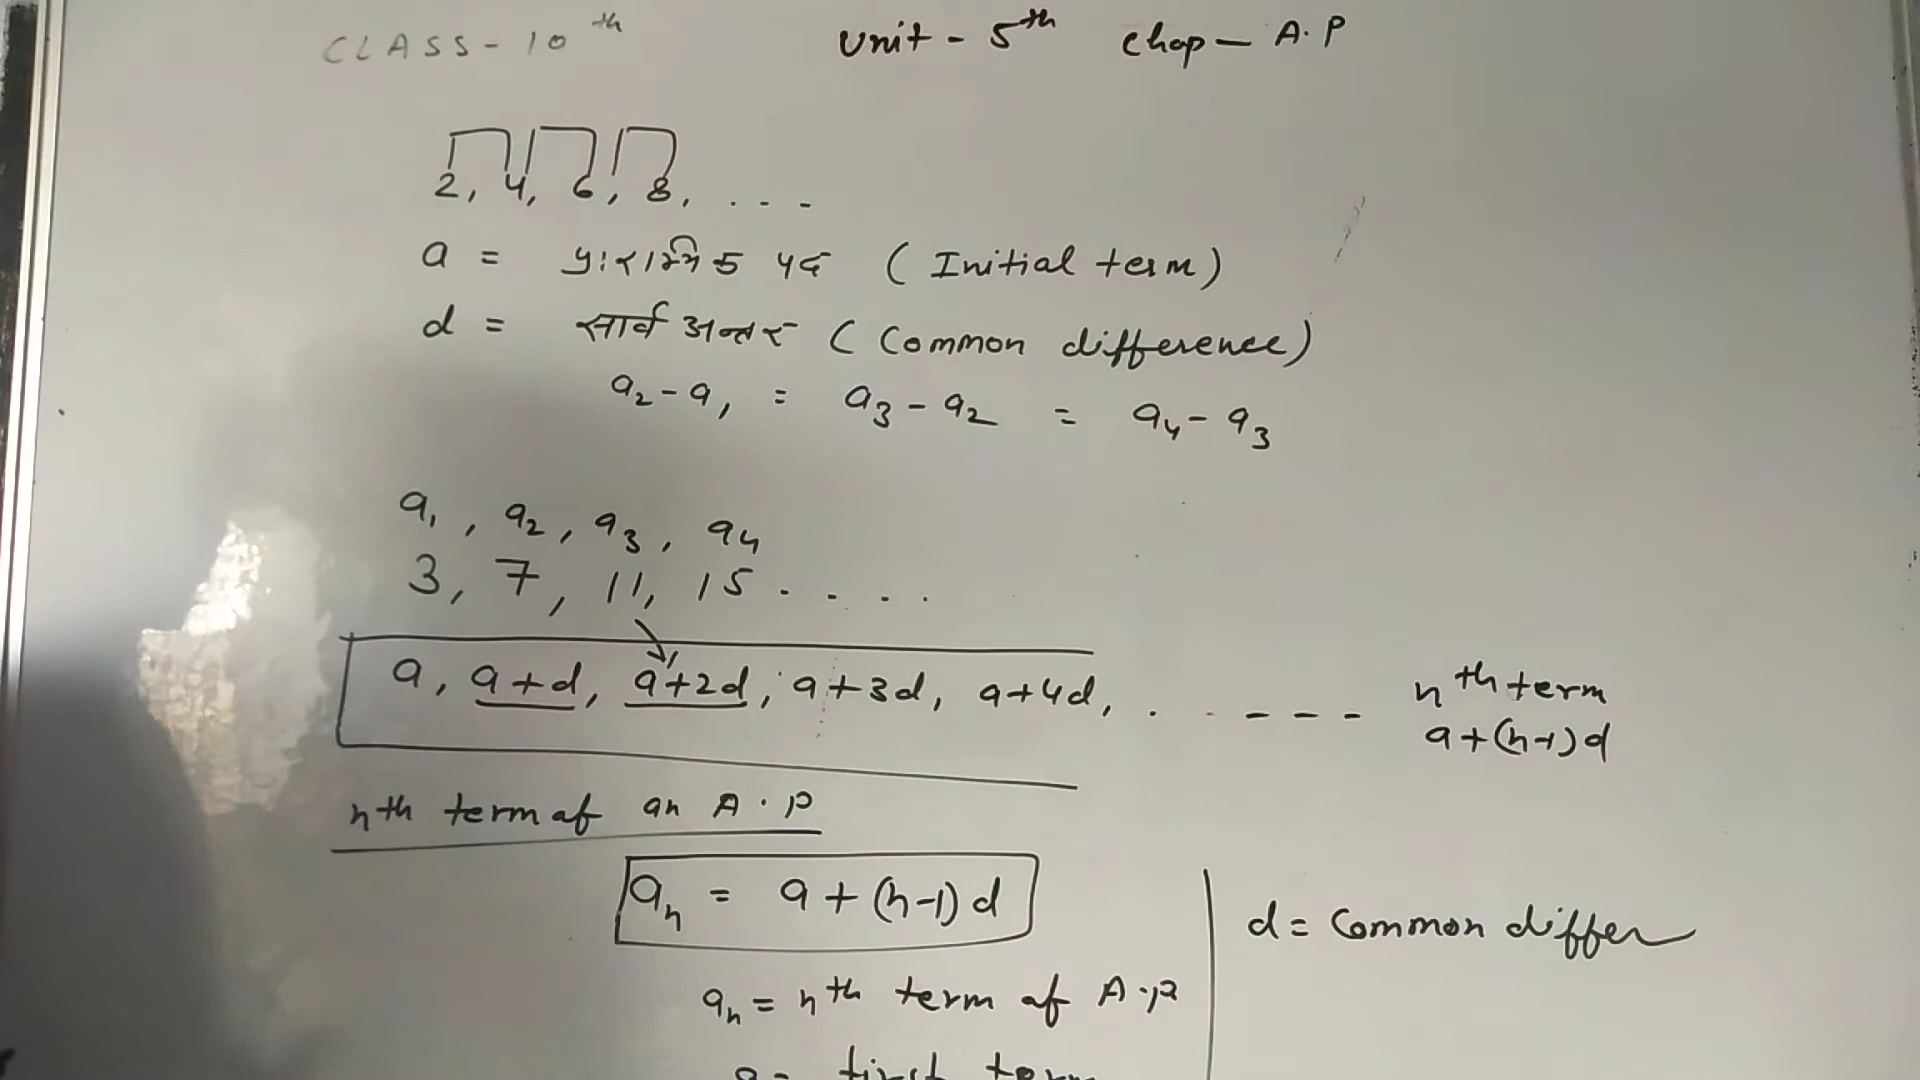 CLASS - 10th Unit - 5th Chap - A.P
2, 4, 6, 8, . . . .
a = प्रारम्भिक पद (Initial term)
d = सार्व अन्तर (Common difference)
a₂ - a₁ = a₃ - a₂ = a₄ - a₃
a₁, a₂, a₃, a₄
3, 7, 11, 15 . . . .
a, a+d, a+2d, a+3d, a+4d, . . - - - - nth term
a+(n-1)d
nth term of an A.P
aₙ = a + (n-1) d
d = Common differ
aₙ = nth term of A.P
a = first term